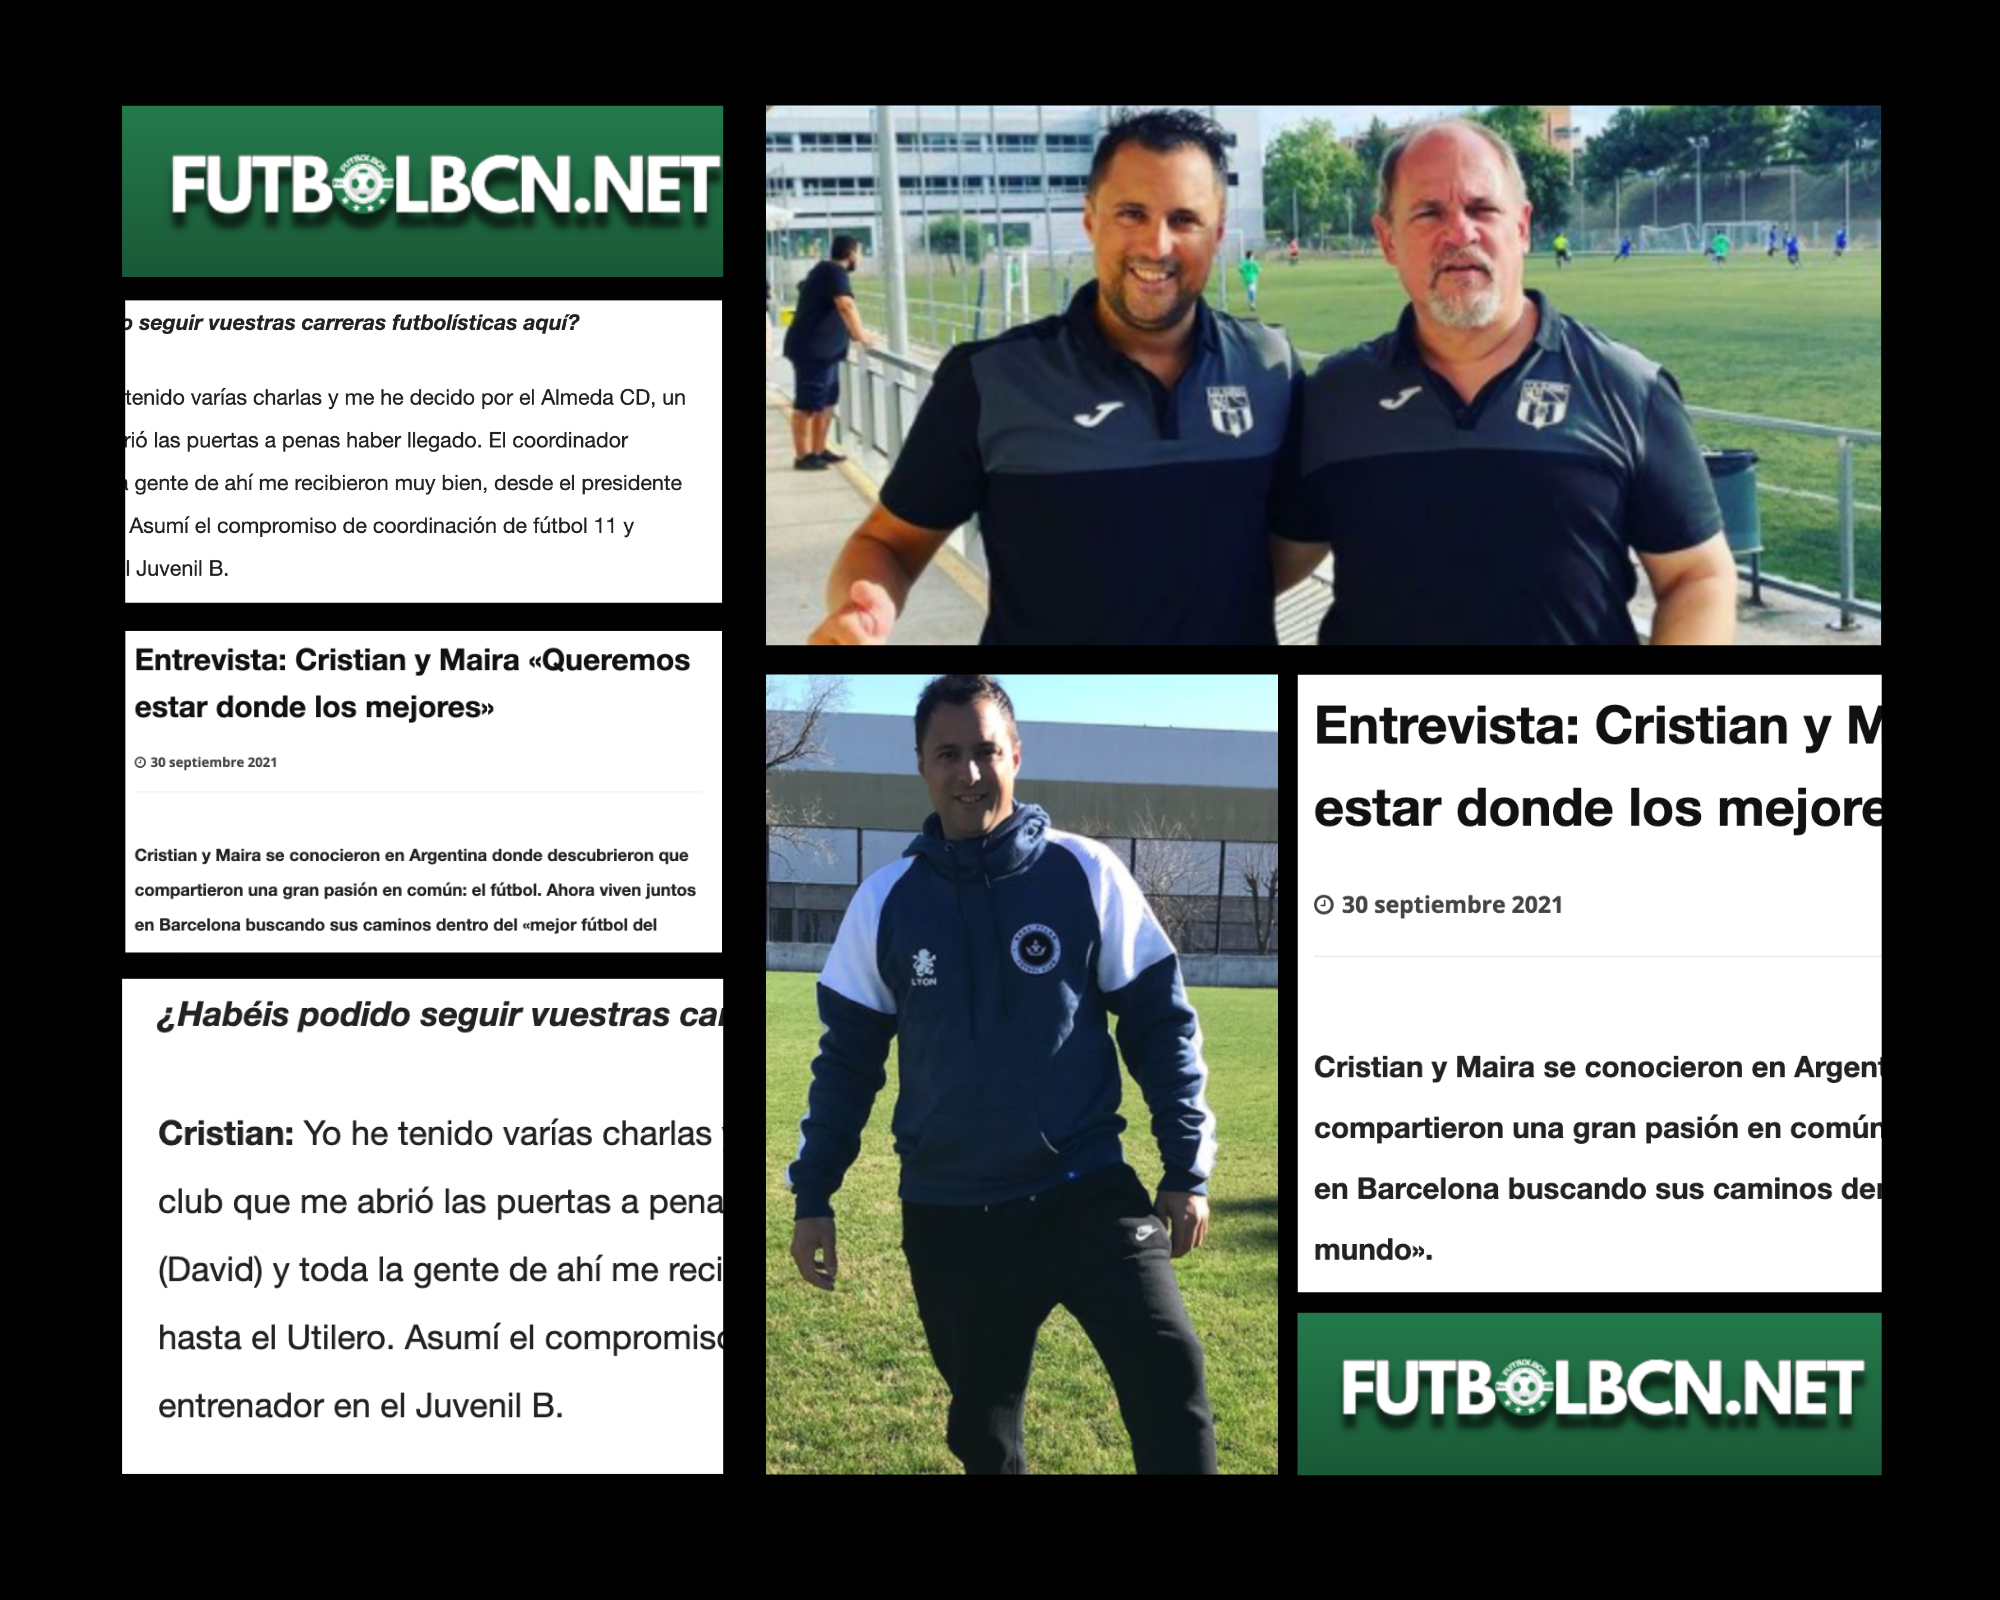 FUTBOLBCN.NET
o seguir vuestras carreras futbolísticas aquí?
tenido varías charlas y me he decido por el Almeda CD, un
rió las puertas a penas haber llegado. El coordinador
gente de ahí me recibieron muy bien, desde el presidente
Asumí el compromiso de coordinación de fútbol 11 y
l Juvenil B.
Entrevista: Cristian y Maira «Queremos
estar donde los mejores»
30 septiembre 2021
Cristian y Maira se conocieron en Argentina donde descubrieron que
compartieron una gran pasión en común: el fútbol. Ahora viven juntos
en Barcelona buscando sus caminos dentro del «mejor fútbol del
¿Habéis podido seguir vuestras car
Cristian: Yo he tenido varías charlas
club que me abrió las puertas a pena
(David) y toda la gente de ahí me reci
hasta el Utilero. Asumí el compromiso
entrenador en el Juvenil B.
LYON
Entrevista: Cristian y M
estar donde los mejore
30 septiembre 2021
Cristian y Maira se conocieron en Argent
compartieron una gran pasión en común
en Barcelona buscando sus caminos der
mundo».
FUTBOLBCN.NET